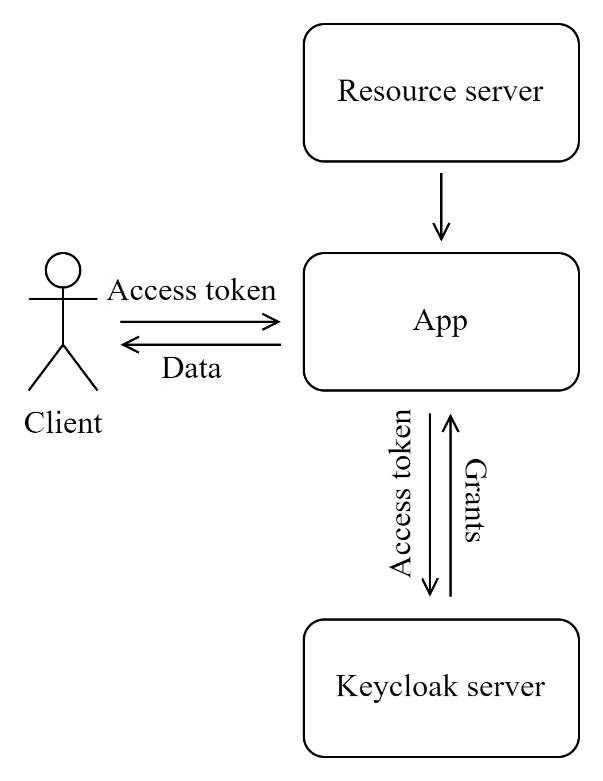 Resource server
Access token
App
Data
Client
Access token
Grants
Keycloak server